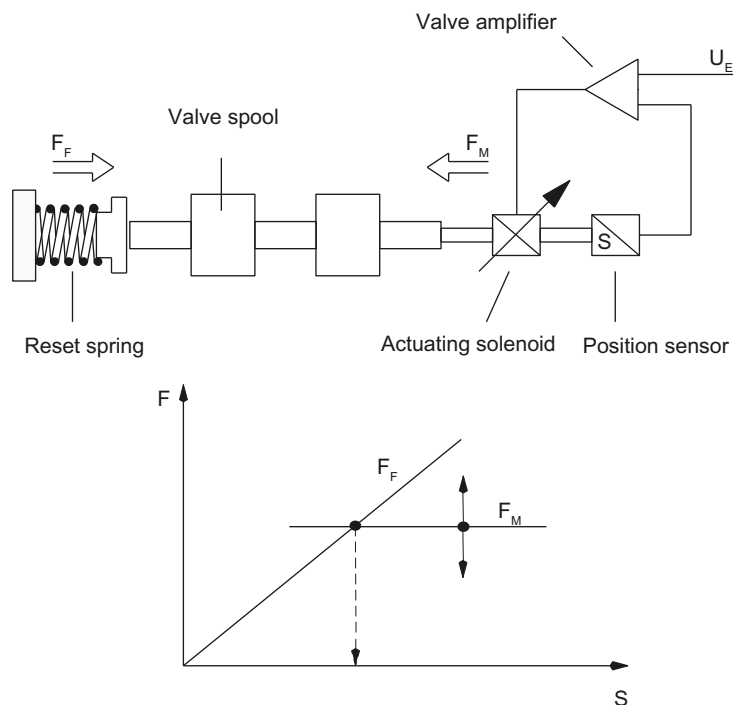 Valve amplifier
U_E
Valve spool
F_F
F_M
S
Reset spring
Actuating solenoid
Position sensor
F
F_F
F_M
S